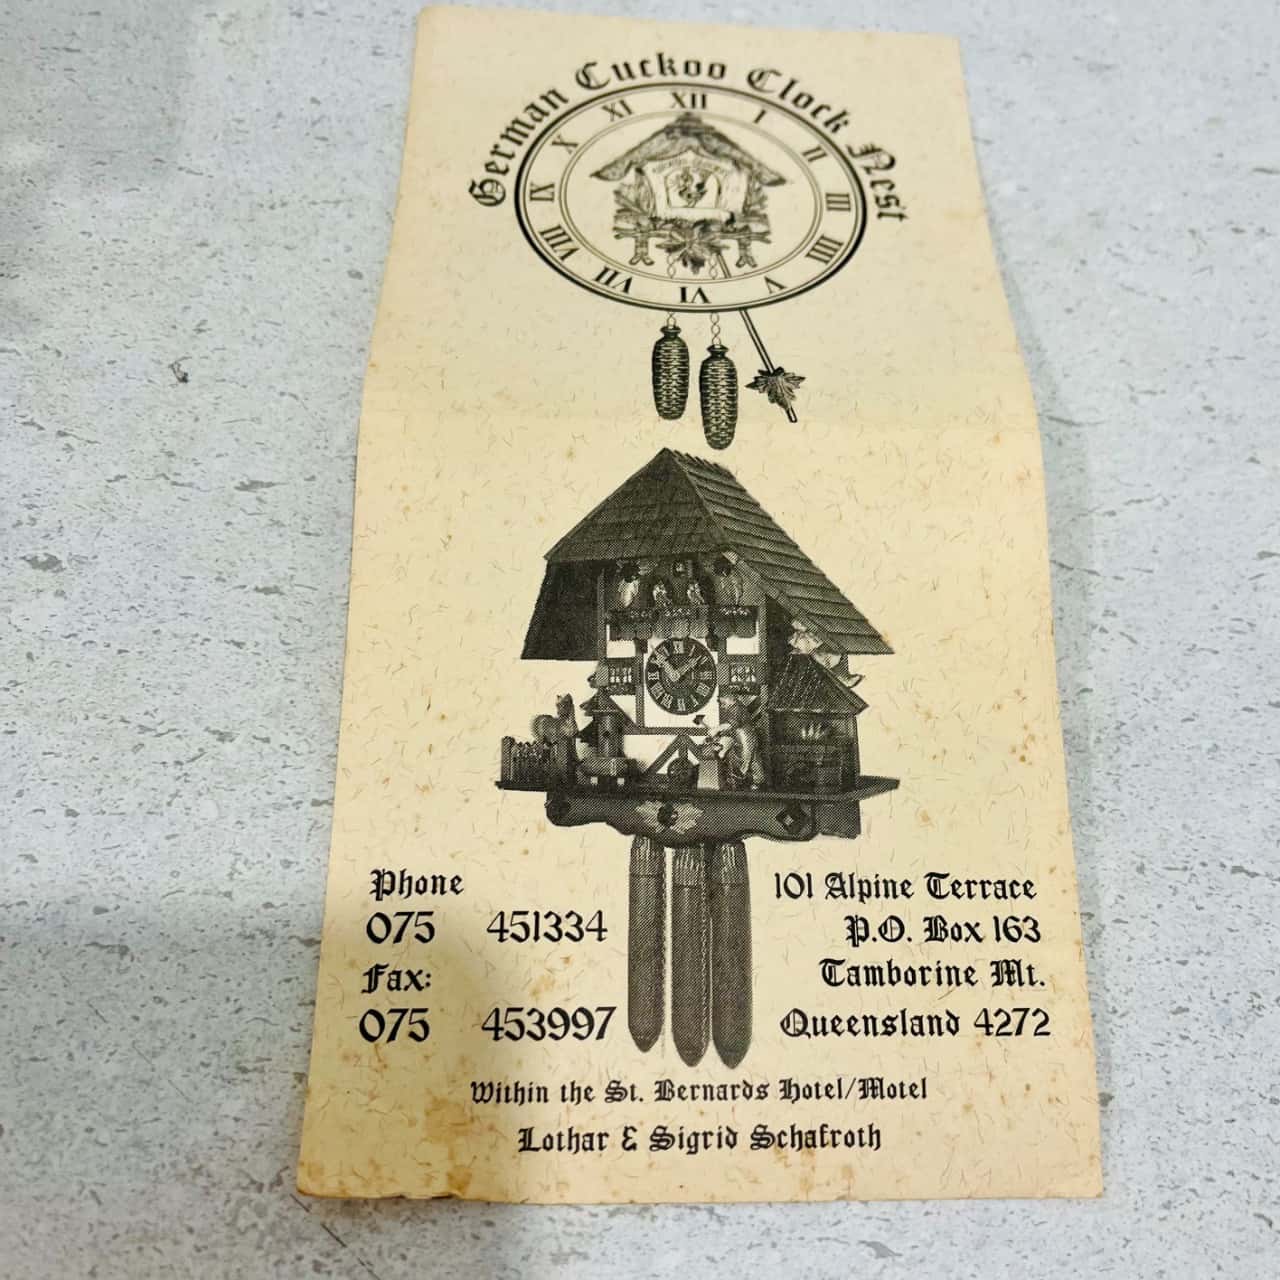 German Cuckoo Clock Nest
XII I II III IIII V VI VII VIII IX X XI
Phone
075 451334
Fax:
075 453997
101 Alpine Terrace
P.O. Box 163
Tamborine Mt.
Queensland 4272
Within the St. Bernards Hotel/Motel
Lothar & Sigrid Schafroth